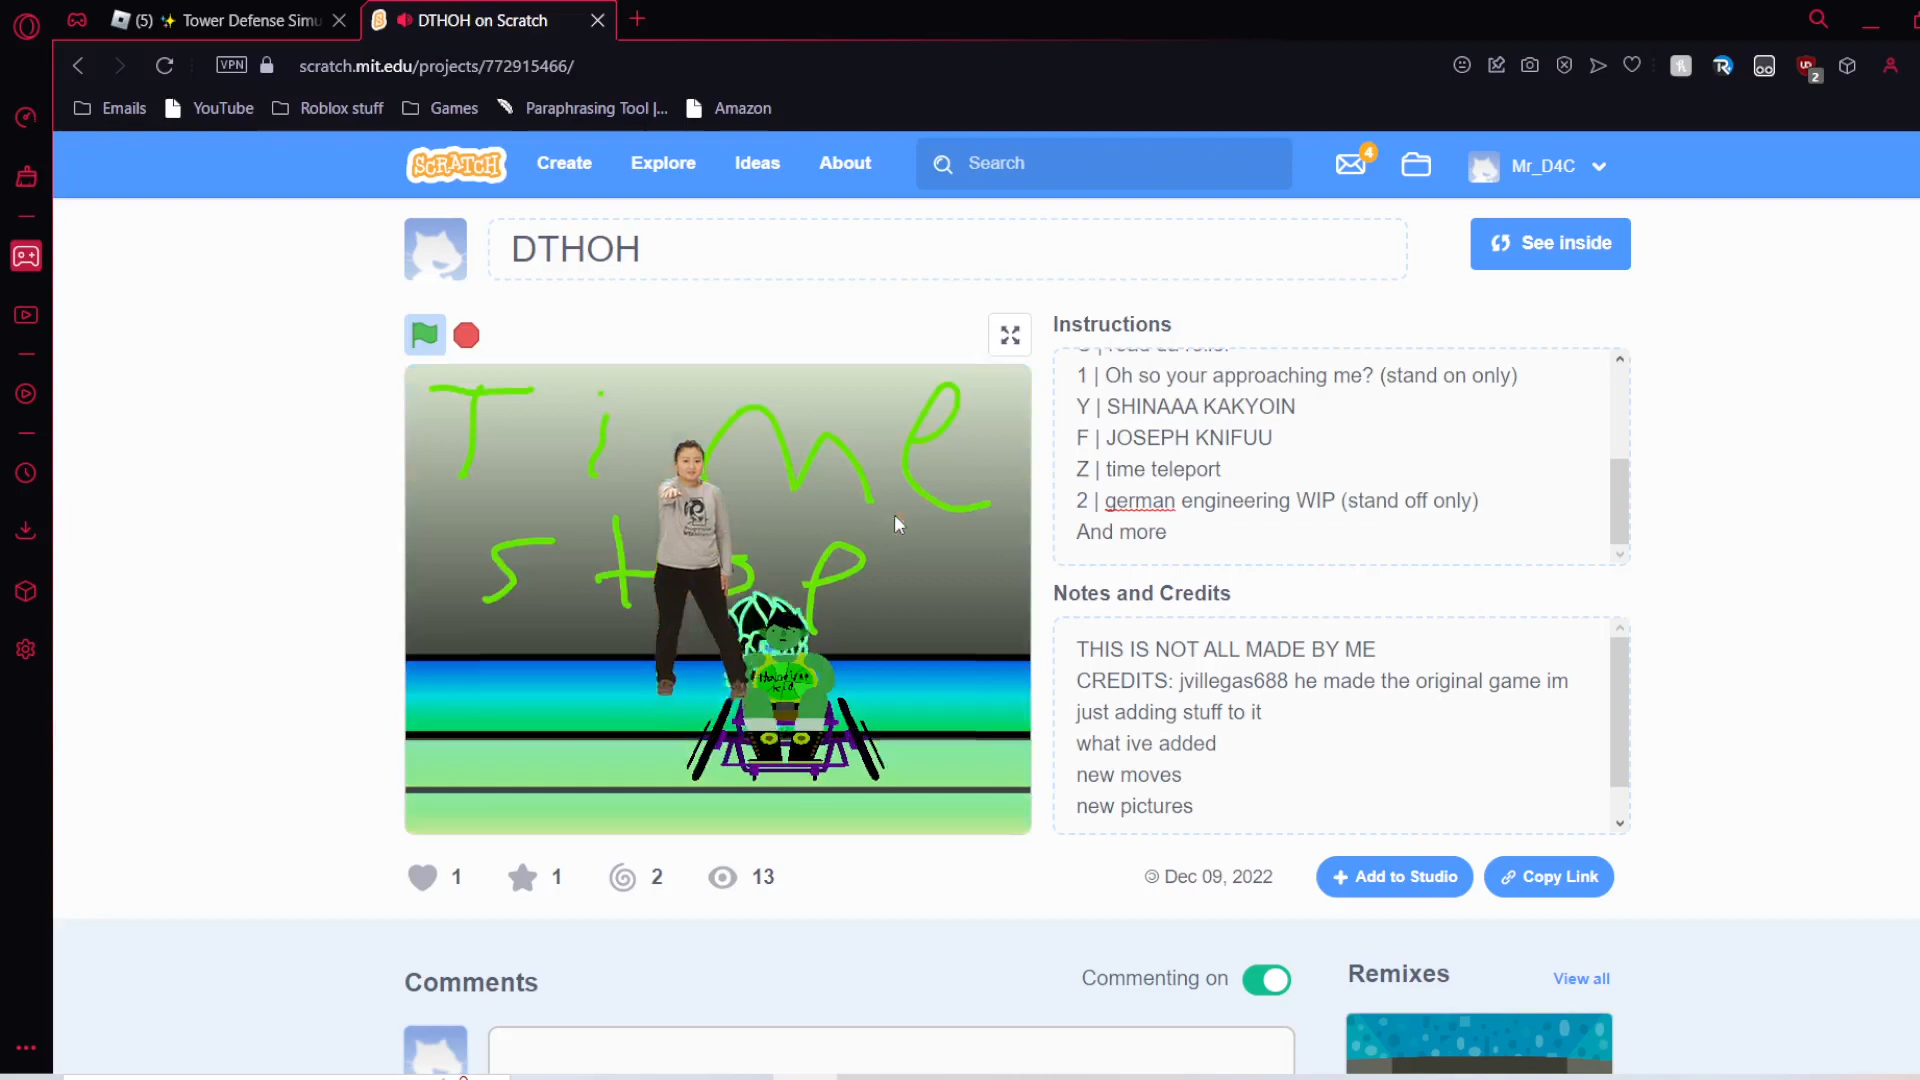 (5) ✨ Tower Defense Simu
DTHOH on Scratch
VPN
scratch.mit.edu/projects/772915466/
2
Emails
YouTube
Roblox stuff
Games
Paraphrasing Tool |...
Amazon
SCRATCH
Create
Explore
Ideas
About
Search
4
Mr_D4C
DTHOH
See inside
Time
stop
Instructions
1 | Oh so your approaching me? (stand on only)
Y | SHINAAA KAKYOIN
F | JOSEPH KNIFUU
Z | time teleport
2 | german engineering WIP (stand off only)
And more
Notes and Credits
THIS IS NOT ALL MADE BY ME
CREDITS: jvillegas688 he made the original game im
just adding stuff to it
what ive added
new moves
new pictures
1
1
2
13
Dec 09, 2022
Add to Studio
Copy Link
Comments
Commenting on
Remixes
View all